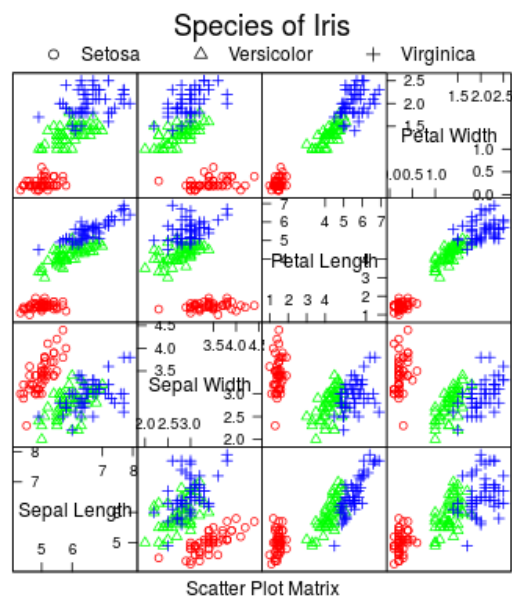 Species of Iris
Setosa Versicolor Virginica
2.5
1.5 2.0 2.5
2.0
1.5
Petal Width
1.0
0.0 0.5 1.0
0.5
0.0
7
6 4 5 6 7
5
Petal Length 4
3
1 2 3 4 2
1
4.5
4.0 3.5 4.0 4.5
3.5
Sepal Width
3.0
2.0 2.5 3.0 2.5
2.0
8
7 7 8
Sepal Length 6
5 6 5
Scatter Plot Matrix